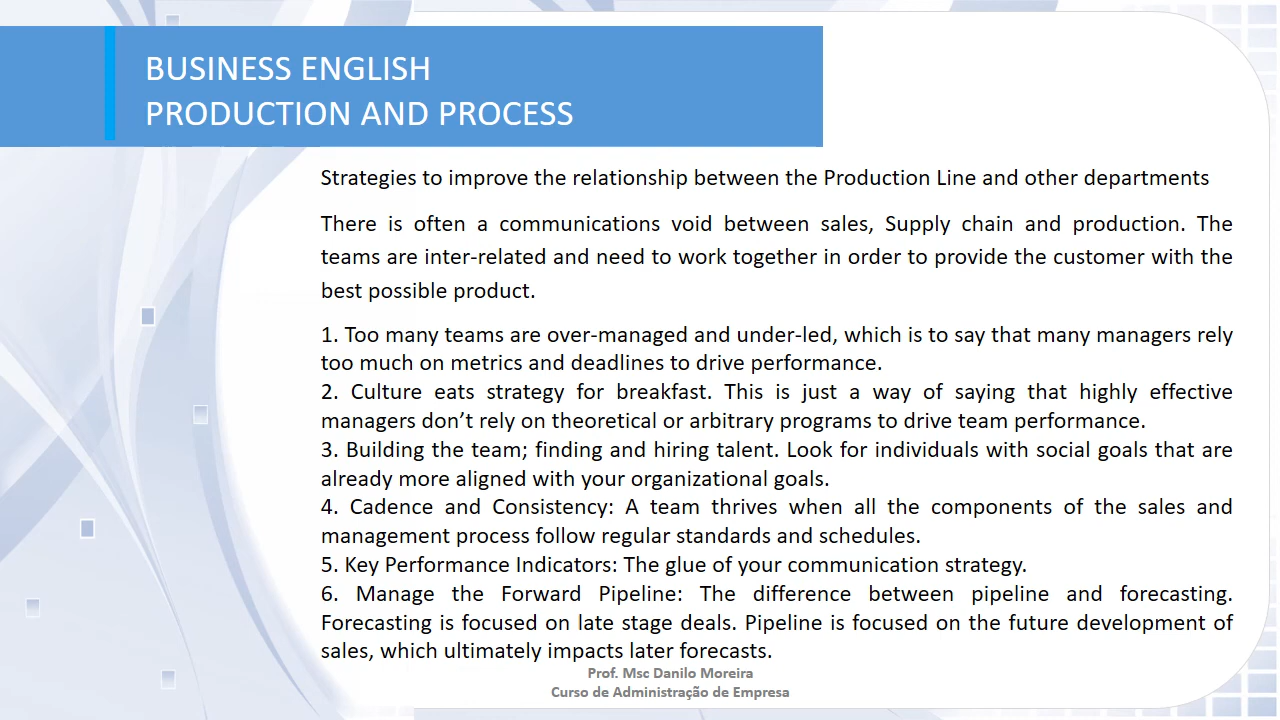 BUSINESS ENGLISH
PRODUCTION AND PROCESS
Strategies to improve the relationship between the Production Line and other departments
There is often a communications void between sales, Supply chain and production. The
teams are inter-related and need to work together in order to provide the customer with the
best possible product.
1. Too many teams are over-managed and under-led, which is to say that many managers rely
too much on metrics and deadlines to drive performance.
2. Culture eats strategy for breakfast. This is just a way of saying that highly effective
managers don’t rely on theoretical or arbitrary programs to drive team performance.
3. Building the team; finding and hiring talent. Look for individuals with social goals that are
already more aligned with your organizational goals.
4. Cadence and Consistency: A team thrives when all the components of the sales and
management process follow regular standards and schedules.
5. Key Performance Indicators: The glue of your communication strategy.
6. Manage the Forward Pipeline: The difference between pipeline and forecasting.
Forecasting is focused on late stage deals. Pipeline is focused on the future development of
sales, which ultimately impacts later forecasts.
Prof. Msc Danilo Moreira
Curso de Administração de Empresa